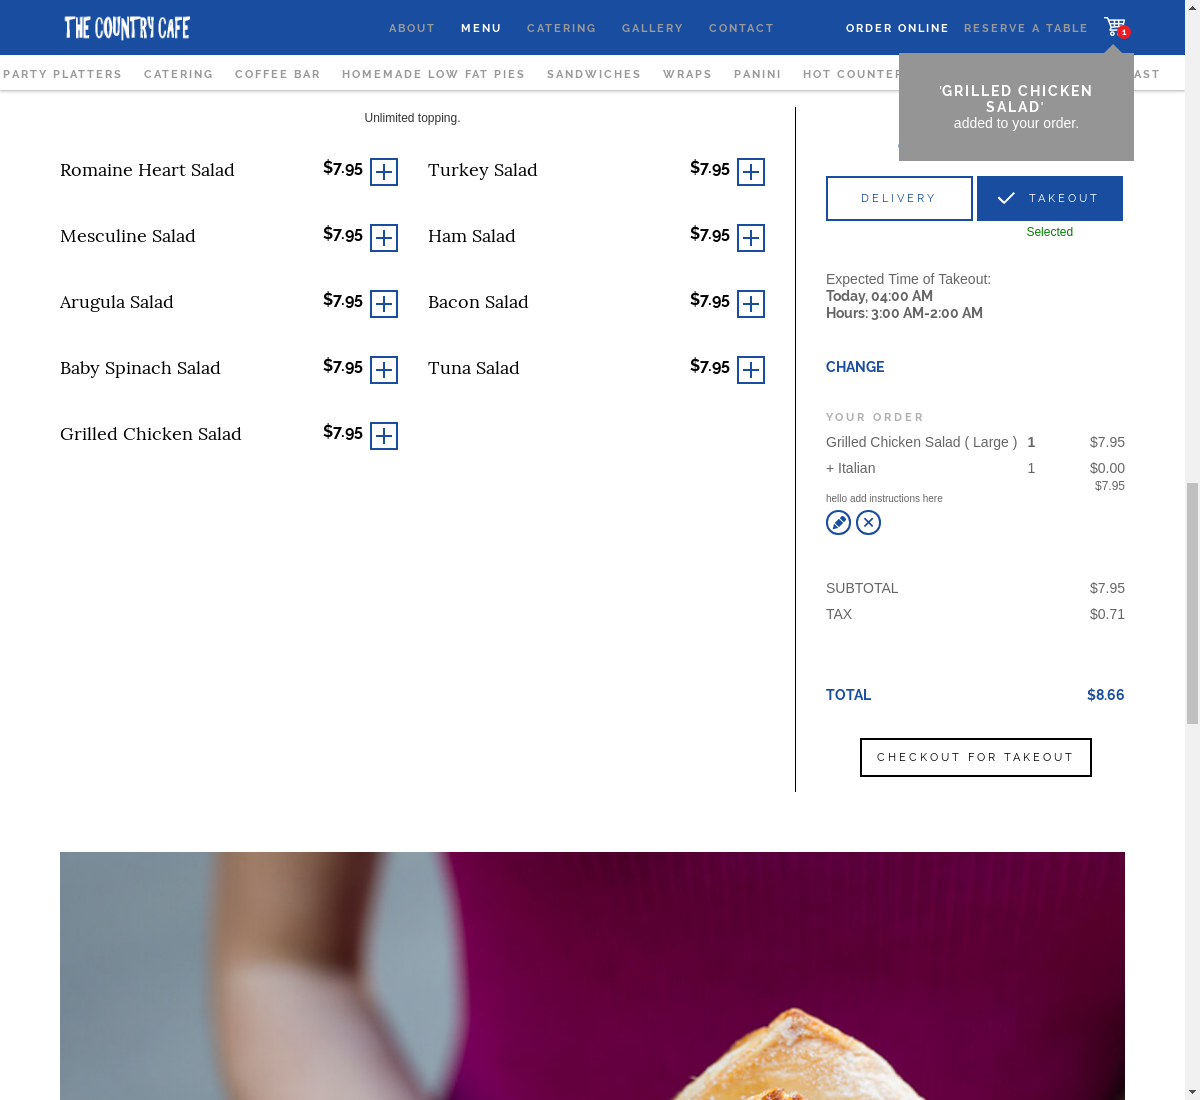 THE COUNTRY CAFE
ABOUT MENU CATERING GALLERY CONTACT ORDER ONLINE RESERVE A TABLE 1
PARTY PLATTERS CATERING COFFEE BAR HOMEMADE LOW FAT PIES SANDWICHES WRAPS PANINI HOT COUNTER
'GRILLED CHICKEN
SALAD'
added to your order.
Unlimited topping.
Romaine Heart Salad $7.95 Turkey Salad $7.95
Mesculine Salad $7.95 Ham Salad $7.95
Arugula Salad $7.95 Bacon Salad $7.95
Baby Spinach Salad $7.95 Tuna Salad $7.95
Grilled Chicken Salad $7.95
DELIVERY TAKEOUT
Selected
Expected Time of Takeout:
Today, 04:00 AM
Hours: 3:00 AM-2:00 AM
CHANGE
YOUR ORDER
Grilled Chicken Salad ( Large ) 1 $7.95
+ Italian 1 $0.00
$7.95
hello add instructions here
SUBTOTAL $7.95
TAX $0.71
TOTAL $8.66
CHECKOUT FOR TAKEOUT